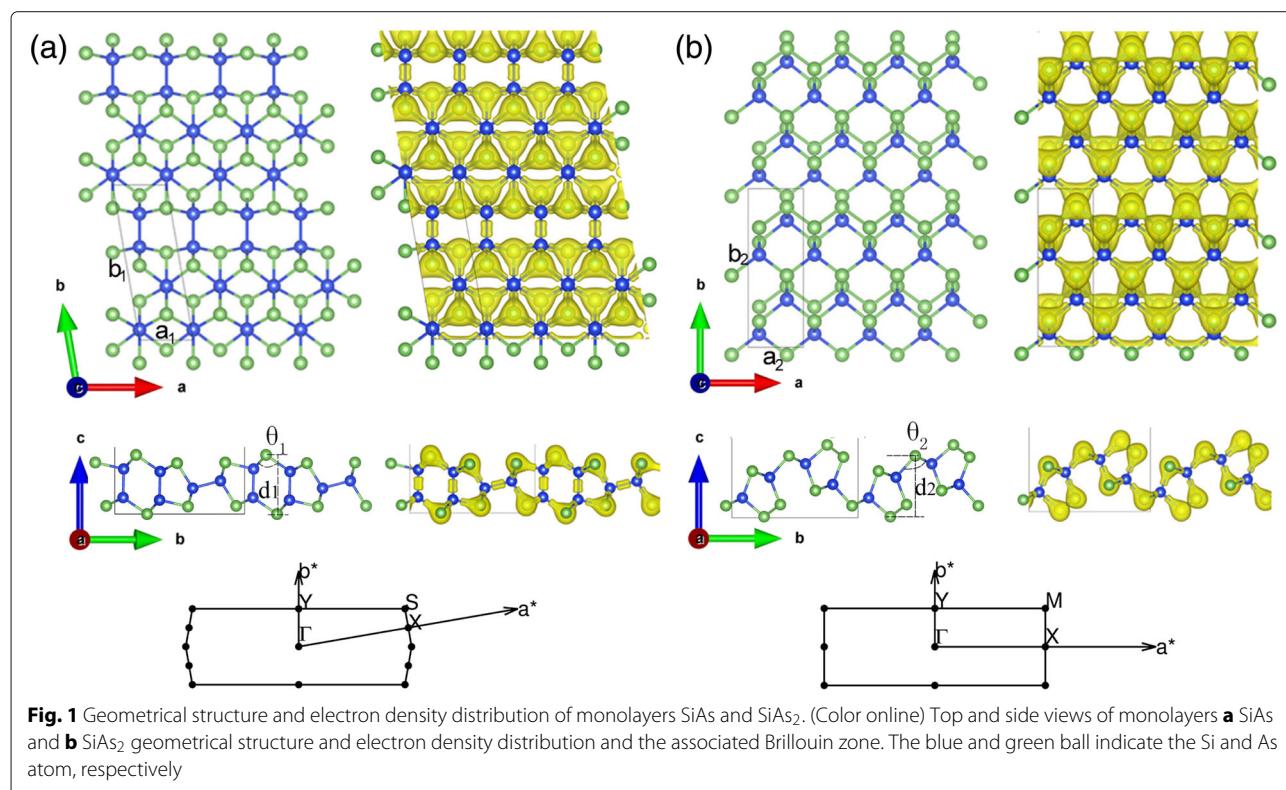 (a)
(b)
b₁
a₁
b
c
a
b₂
a₂
b
c
a
c
θ₁
d1
a
b
c
θ₂
d2
a
b
b*
Y
S
X
Γ
a*
b*
Y
M
Γ
X
a*
Fig. 1 Geometrical structure and electron density distribution of monolayers SiAs and SiAs₂. (Color online) Top and side views of monolayers a SiAs
and b SiAs₂ geometrical structure and electron density distribution and the associated Brillouin zone. The blue and green ball indicate the Si and As
atom, respectively